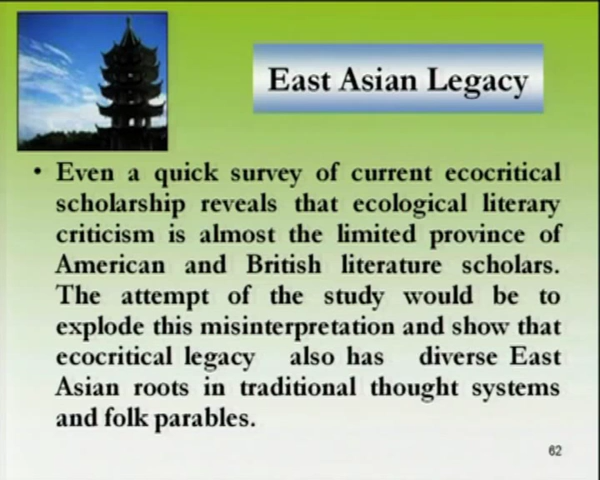 East Asian Legacy
• Even a quick survey of current ecocritical
scholarship reveals that ecological literary
criticism is almost the limited province of
American and British literature scholars.
The attempt of the study would be to
explode this misinterpretation and show that
ecocritical legacy also has diverse East
Asian roots in traditional thought systems
and folk parables.
62